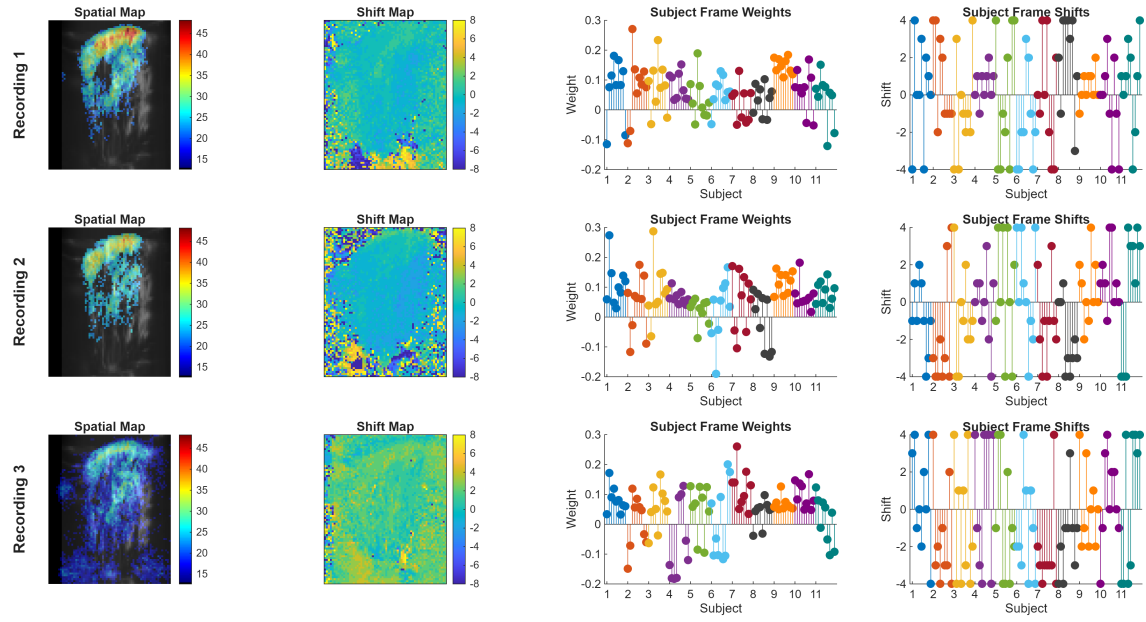 Recording 1
Spatial Map
45
40
35
30
25
20
15
Shift Map
8
6
4
2
0
-2
-4
-6
-8
Subject Frame Weights
Weight
0.3
0.2
0.1
0
-0.1
-0.2
1 2 3 4 5 6 7 8 9 10 11
Subject
Subject Frame Shifts
Shift
4
2
0
-2
-4
1 2 3 4 5 6 7 8 9 10 11
Subject
Recording 2
Spatial Map
45
40
35
30
25
20
15
Shift Map
8
6
4
2
0
-2
-4
-6
-8
Subject Frame Weights
Weight
0.3
0.2
0.1
0
-0.1
-0.2
1 2 3 4 5 6 7 8 9 10 11
Subject
Subject Frame Shifts
Shift
4
2
0
-2
-4
1 2 3 4 5 6 7 8 9 10 11
Subject
Recording 3
Spatial Map
45
40
35
30
25
20
15
Shift Map
8
6
4
2
0
-2
-4
-6
-8
Subject Frame Weights
Weight
0.3
0.2
0.1
0
-0.1
-0.2
1 2 3 4 5 6 7 8 9 10 11
Subject
Subject Frame Shifts
Shift
4
2
0
-2
-4
1 2 3 4 5 6 7 8 9 10 11
Subject